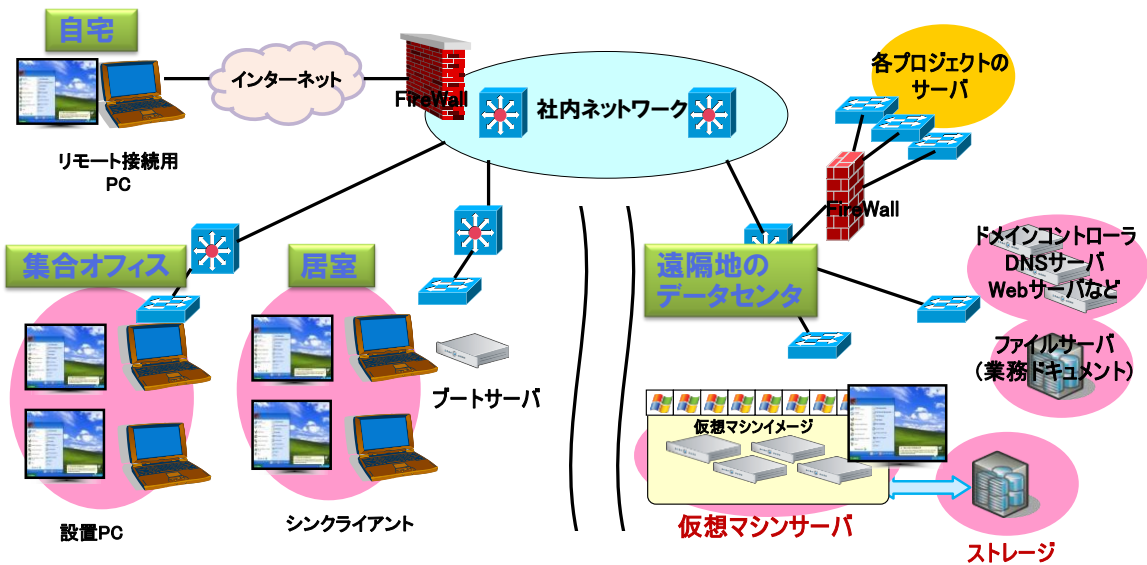 自宅
リモート接続用
PC
インターネット
FireWall
社内ネットワーク
各プロジェクトの
サーバ
FireWall
集合オフィス
居室
遠隔地の
データセンタ
ドメインコントローラ
DNSサーバ
Webサーバなど
ファイルサーバ
（業務ドキュメント）
ブートサーバ
設置PC
シンクライアント
仮想マシンイメージ
仮想マシンサーバ
ストレージ